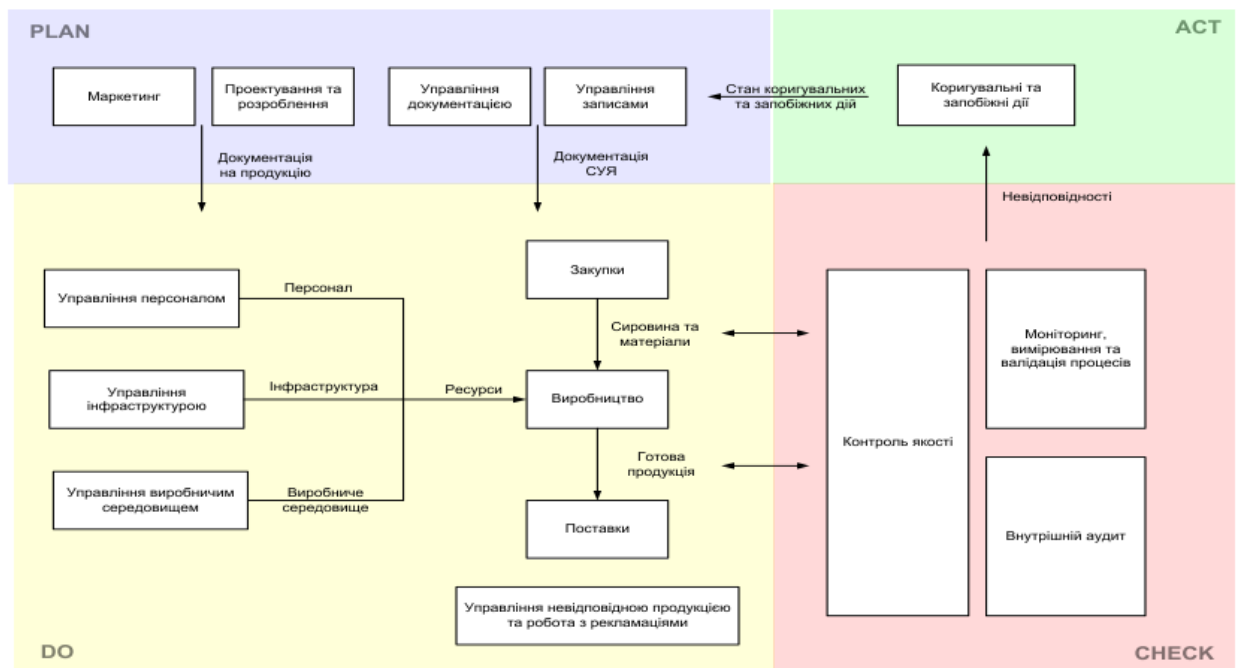 PLAN
ACT
Маркетинг
Проектування та
розроблення
Управління
документацією
Управління
записами
Стан коригувальних
та запобіжних дій
Коригувальні та
запобіжні дії
Документація
на продукцію
Документація
СУЯ
Невідповідності
Управління персоналом
Персонал
Закупки
Сировина та
матеріали
Управління
інфраструктурою
Інфраструктура
Ресурси
Виробництво
Готова
продукція
Управління виробничим
середовищем
Виробниче
середовище
Поставки
Управління невідповідною продукцією
та робота з рекламаціями
Контроль якості
Моніторинг,
вимірювання та
валідація процесів
Внутрішній аудит
DO
CHECK